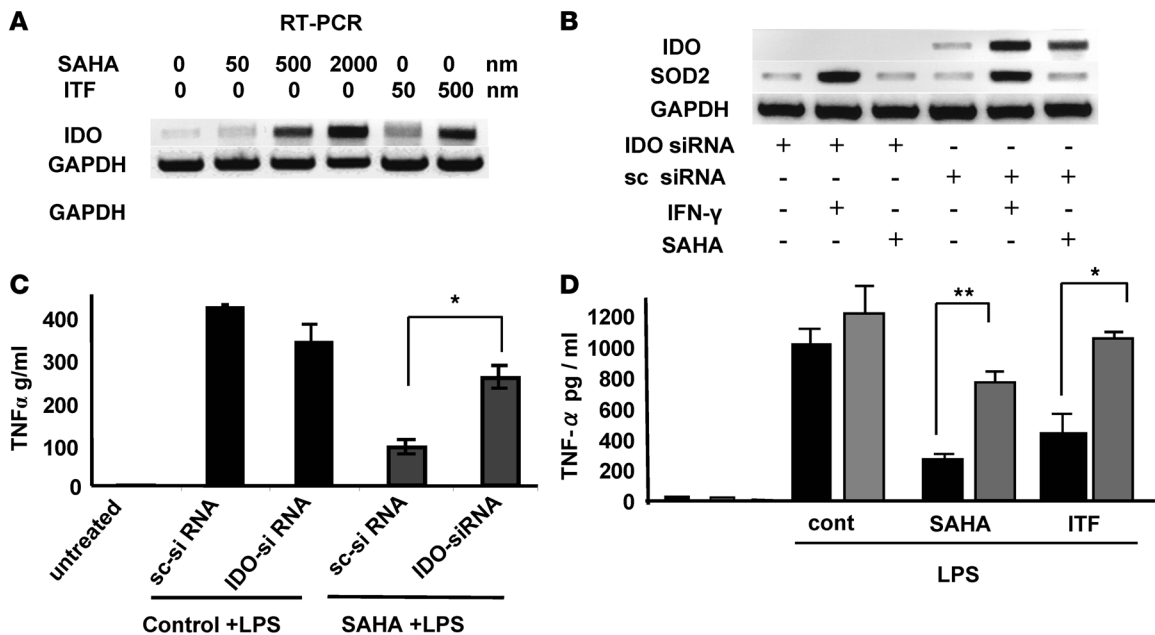 A
RT-PCR
SAHA 0 50 500 2000 0 0 nm
ITF 0 0 0 0 50 500 nm
IDO
GAPDH
GAPDH
B
IDO
SOD2
GAPDH
IDO siRNA + + + - - -
sc siRNA - - - + + +
IFN-γ - + - - + -
SAHA - - + - - +
C
TNFα g/ml
400
300
200
100
0
*
untreated
sc-si RNA
IDO-si RNA
sc-si RNA
IDO-siRNA
Control +LPS
SAHA +LPS
D
TNF-α pg / ml
1200
1000
800
600
400
200
0
**
*
cont
SAHA
ITF
LPS